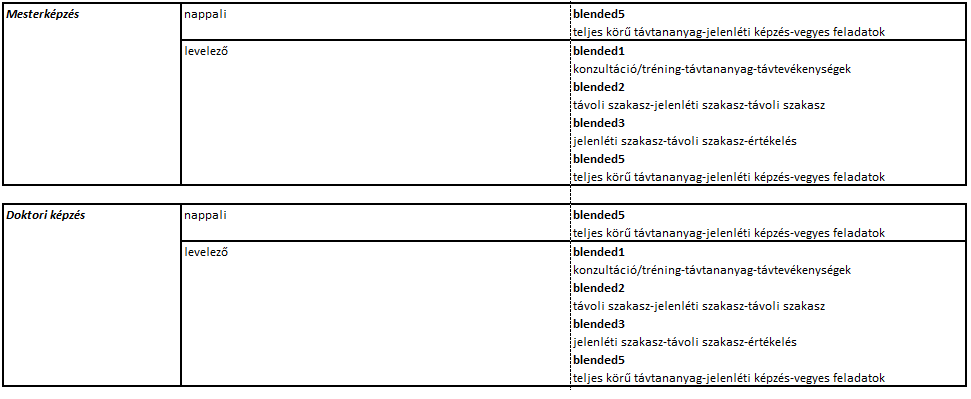 Mesterképzés nappali blended5
teljes körű távtananyag-jelenléti képzés-vegyes feladatok
levelező blended1
konzultáció/tréning-távtananyag-távtevékenységek
blended2
távoli szakasz-jelenléti szakasz-távoli szakasz
blended3
jelenléti szakasz-távoli szakasz-értékelés
blended5
teljes körű távtananyag-jelenléti képzés-vegyes feladatok
Doktori képzés nappali blended5
teljes körű távtananyag-jelenléti képzés-vegyes feladatok
levelező blended1
konzultáció/tréning-távtananyag-távtevékenységek
blended2
távoli szakasz-jelenléti szakasz-távoli szakasz
blended3
jelenléti szakasz-távoli szakasz-értékelés
blended5
teljes körű távtananyag-jelenléti képzés-vegyes feladatok